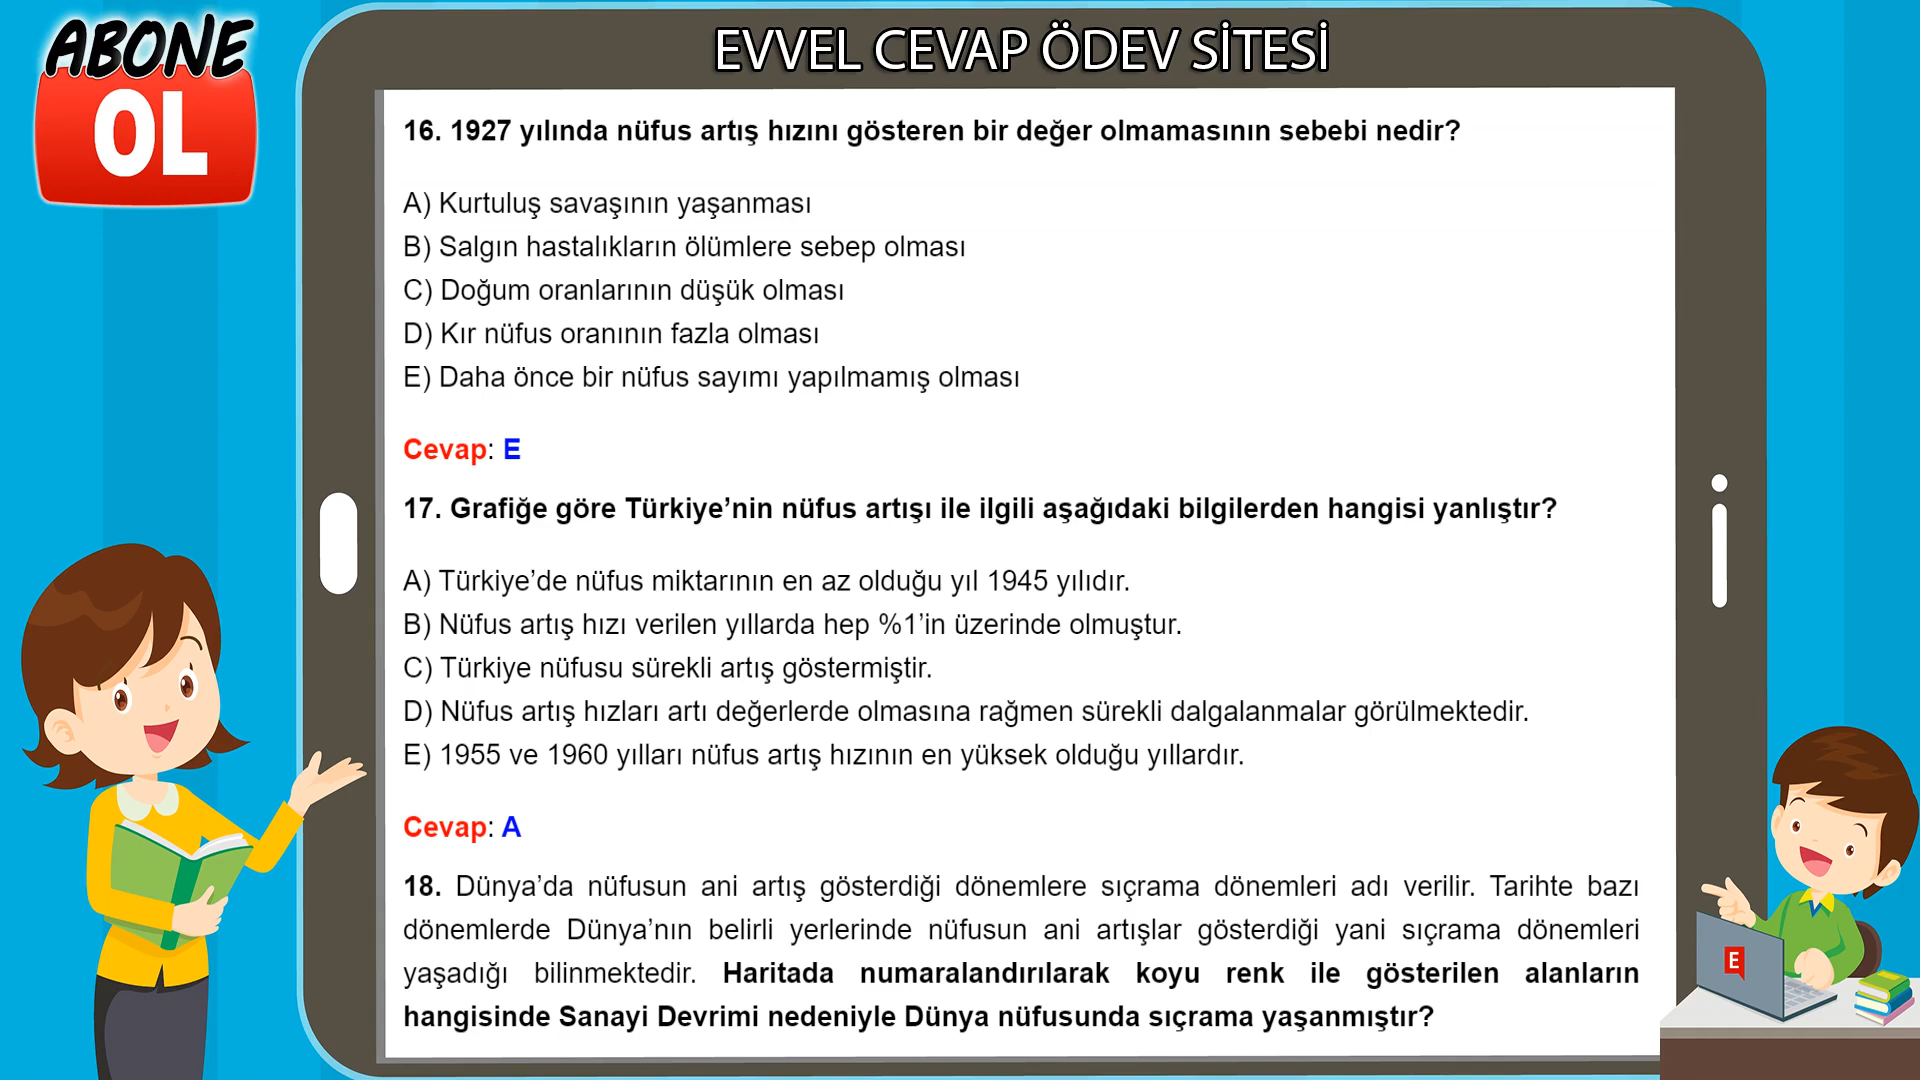 ABONE
OL
EVVEL CEVAP ÖDEV SİTESİ
16. 1927 yılında nüfus artış hızını gösteren bir değer olmamasının sebebi nedir?
A) Kurtuluş savaşının yaşanması
B) Salgın hastalıkların ölümlere sebep olması
C) Doğum oranlarının düşük olması
D) Kır nüfus oranının fazla olması
E) Daha önce bir nüfus sayımı yapılmamış olması
Cevap: E
17. Grafiğe göre Türkiye’nin nüfus artışı ile ilgili aşağıdaki bilgilerden hangisi yanlıştır?
A) Türkiye’de nüfus miktarının en az olduğu yıl 1945 yılıdır.
B) Nüfus artış hızı verilen yıllarda hep %1’in üzerinde olmuştur.
C) Türkiye nüfusu sürekli artış göstermiştir.
D) Nüfus artış hızları artı değerlerde olmasına rağmen sürekli dalgalanmalar görülmektedir.
E) 1955 ve 1960 yılları nüfus artış hızının en yüksek olduğu yıllardır.
Cevap: A
18. Dünya’da nüfusun ani artış gösterdiği dönemlere sıçrama dönemleri adı verilir. Tarihte bazı
dönemlerde Dünya’nın belirli yerlerinde nüfusun ani artışlar gösterdiği yani sıçrama dönemleri
yaşadığı bilinmektedir. Haritada numaralandırılarak koyu renk ile gösterilen alanların
hangisinde Sanayi Devrimi nedeniyle Dünya nüfusunda sıçrama yaşanmıştır?
E